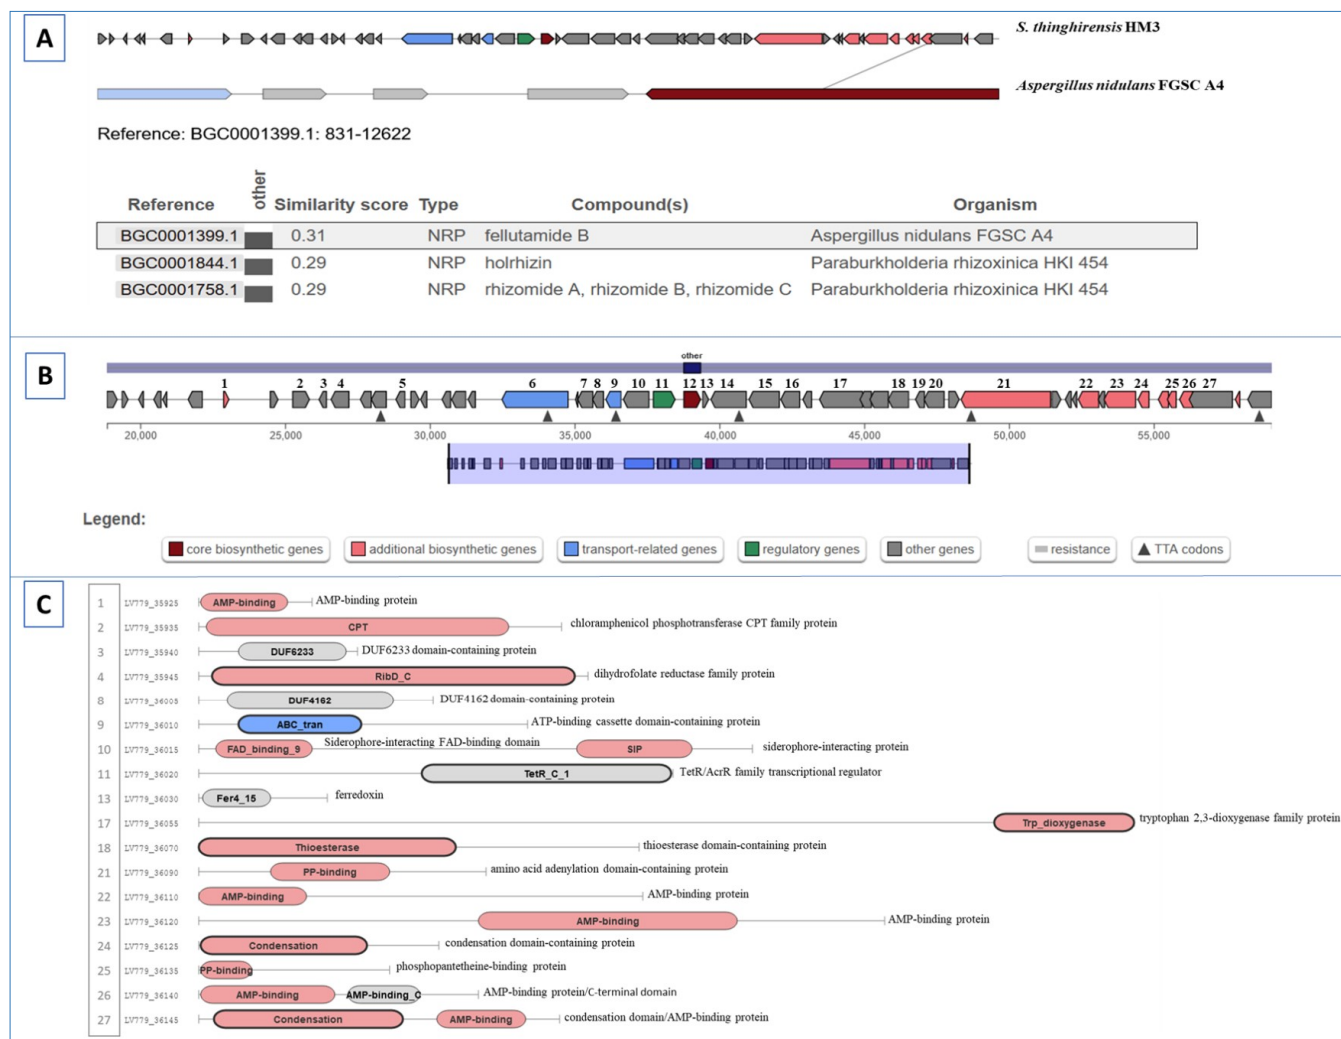 A
S. thinghirensis HM3
Aspergillus nidulans FGSC A4
Reference: BGC0001399.1: 831-12622
Reference other Similarity score Type Compound(s) Organism
BGC0001399.1 0.31 NRP fellutamide B Aspergillus nidulans FGSC A4
BGC0001844.1 0.29 NRP holrhizin Paraburkholderia rhizoxinica HKI 454
BGC0001758.1 0.29 NRP rhizomide A, rhizomide B, rhizomide C Paraburkholderia rhizoxinica HKI 454
B
other
1 2 3 4 5 6 7 8 9 10 11 12 13 14 15 16 17 18 19 20 21 22 23 24 25 26 27
20,000 25,000 30,000 35,000 40,000 45,000 50,000 55,000
Legend:
core biosynthetic genes additional biosynthetic genes transport-related genes regulatory genes other genes resistance TTA codons
C
1 LV779_35925 AMP-binding AMP-binding protein
2 LV779_35935 CPT chloramphenicol phosphotransferase CPT family protein
3 LV779_35940 DUF6233 DUF6233 domain-containing protein
4 LV779_35945 RibD_C dihydrofolate reductase family protein
8 LV779_36005 DUF4162 DUF4162 domain-containing protein
9 LV779_36010 ABC_tran ATP-binding cassette domain-containing protein
10 LV779_36015 FAD_binding_9 Siderophore-interacting FAD-binding domain SIP siderophore-interacting protein
11 LV779_36020 TetR_C_1 TetR/AcrR family transcriptional regulator
13 LV779_36030 Fer4_15 ferredoxin
17 LV779_36055 Trp_dioxygenase tryptophan 2,3-dioxygenase family protein
18 LV779_36070 Thioesterase thioesterase domain-containing protein
21 LV779_36090 PP-binding amino acid adenylation domain-containing protein
22 LV779_36110 AMP-binding AMP-binding protein
23 LV779_36120 AMP-binding AMP-binding protein
24 LV779_36125 Condensation condensation domain-containing protein
25 LV779_36135 PP-binding phosphopantetheine-binding protein
26 LV779_36140 AMP-binding AMP-binding_C AMP-binding protein/C-terminal domain
27 LV779_36145 Condensation AMP-binding condensation domain/AMP-binding protein